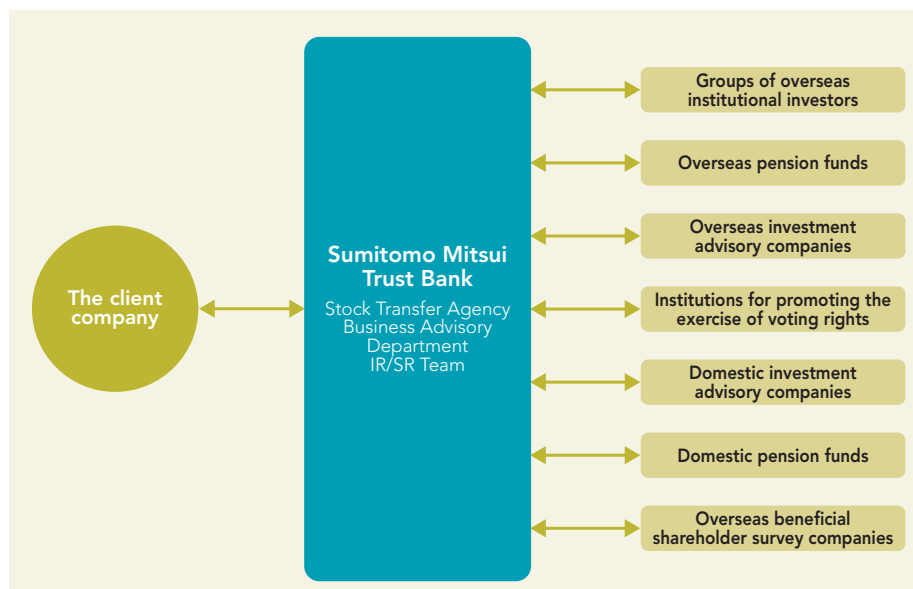 The client
company
Sumitomo Mitsui
Trust Bank
Stock Transfer Agency
Business Advisory
Department
IR/SR Team
Groups of overseas
institutional investors
Overseas pension funds
Overseas investment
advisory companies
Institutions for promoting the
exercise of voting rights
Domestic investment
advisory companies
Domestic pension funds
Overseas beneficial
shareholder survey companies